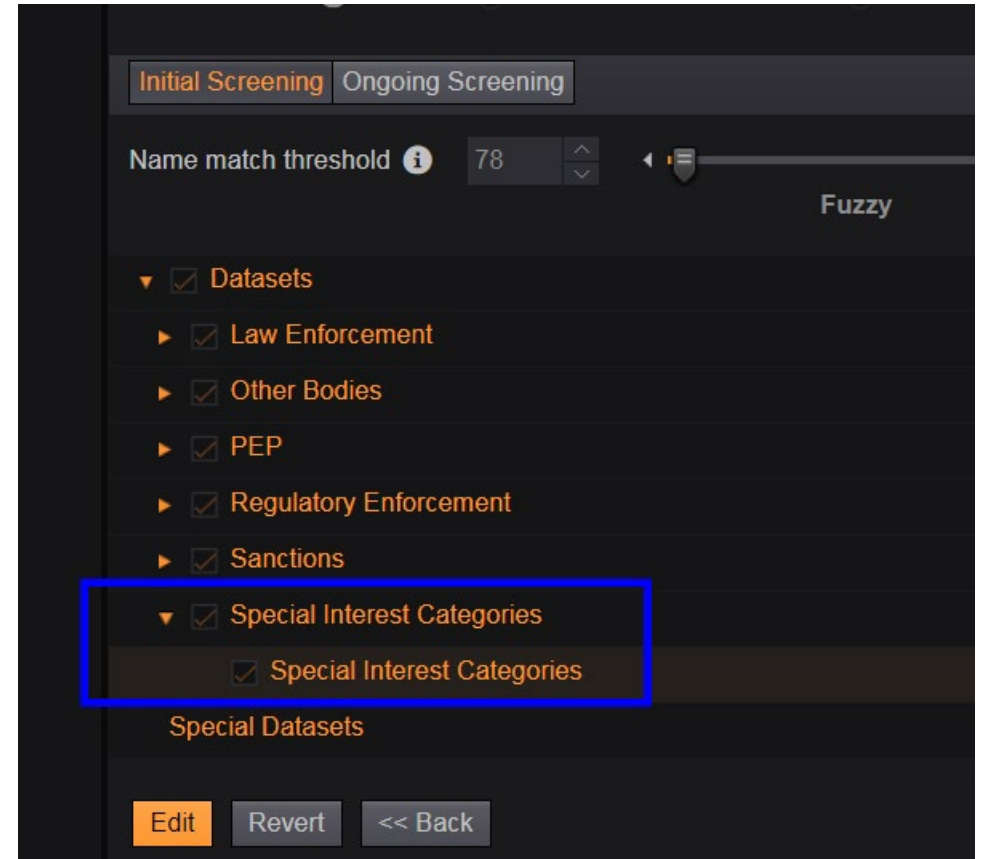 Initial Screening Ongoing Screening
Name match threshold i 78
Fuzzy
Datasets
Law Enforcement
Other Bodies
PEP
Regulatory Enforcement
Sanctions
Special Interest Categories
Special Interest Categories
Special Datasets
Edit Revert << Back